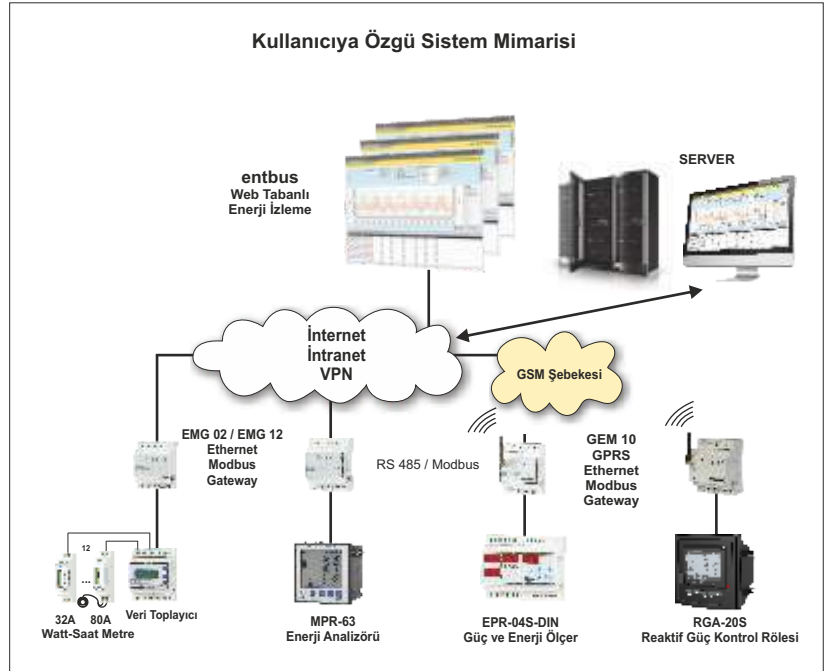 Kullanıcıya Özgü Sistem Mimarisi
entbus
Web Tabanlı
Enerji İzleme
SERVER
İnternet
İntranet
VPN
GSM Şebekesi
EMG 02 / EMG 12
Ethernet
Modbus
Gateway
RS 485 / Modbus
GEM 10
GPRS
Ethernet
Modbus
Gateway
12
...
32A
80A
Watt-Saat Metre
Veri Toplayıcı
MPR-63
Enerji Analizörü
EPR-04S-DIN
Güç ve Enerji Ölçer
RGA-20S
Reaktif Güç Kontrol Rölesi